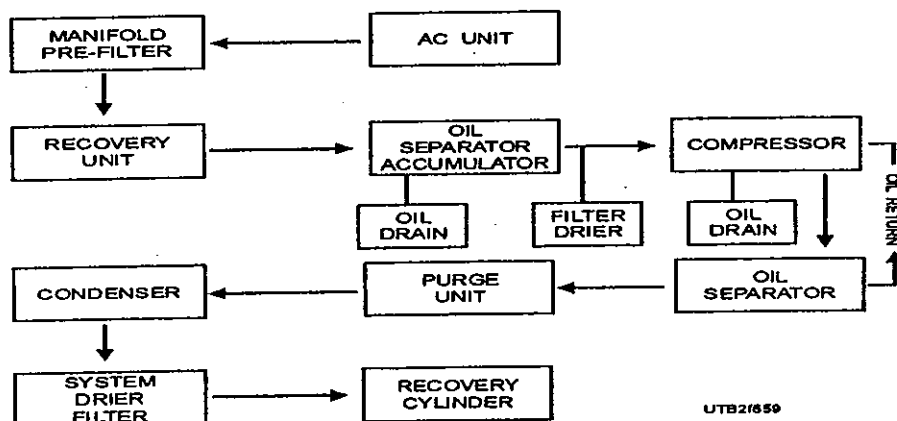 MANIFOLD
PRE-FILTER
AC UNIT
RECOVERY
UNIT
OIL
SEPARATOR
ACCUMULATOR
COMPRESSOR
OIL
DRAIN
FILTER
DRIER
OIL
DRAIN
OIL RETURN
CONDENSER
PURGE
UNIT
OIL
SEPARATOR
SYSTEM
DRIER
FILTER
RECOVERY
CYLINDER
UTB2/659